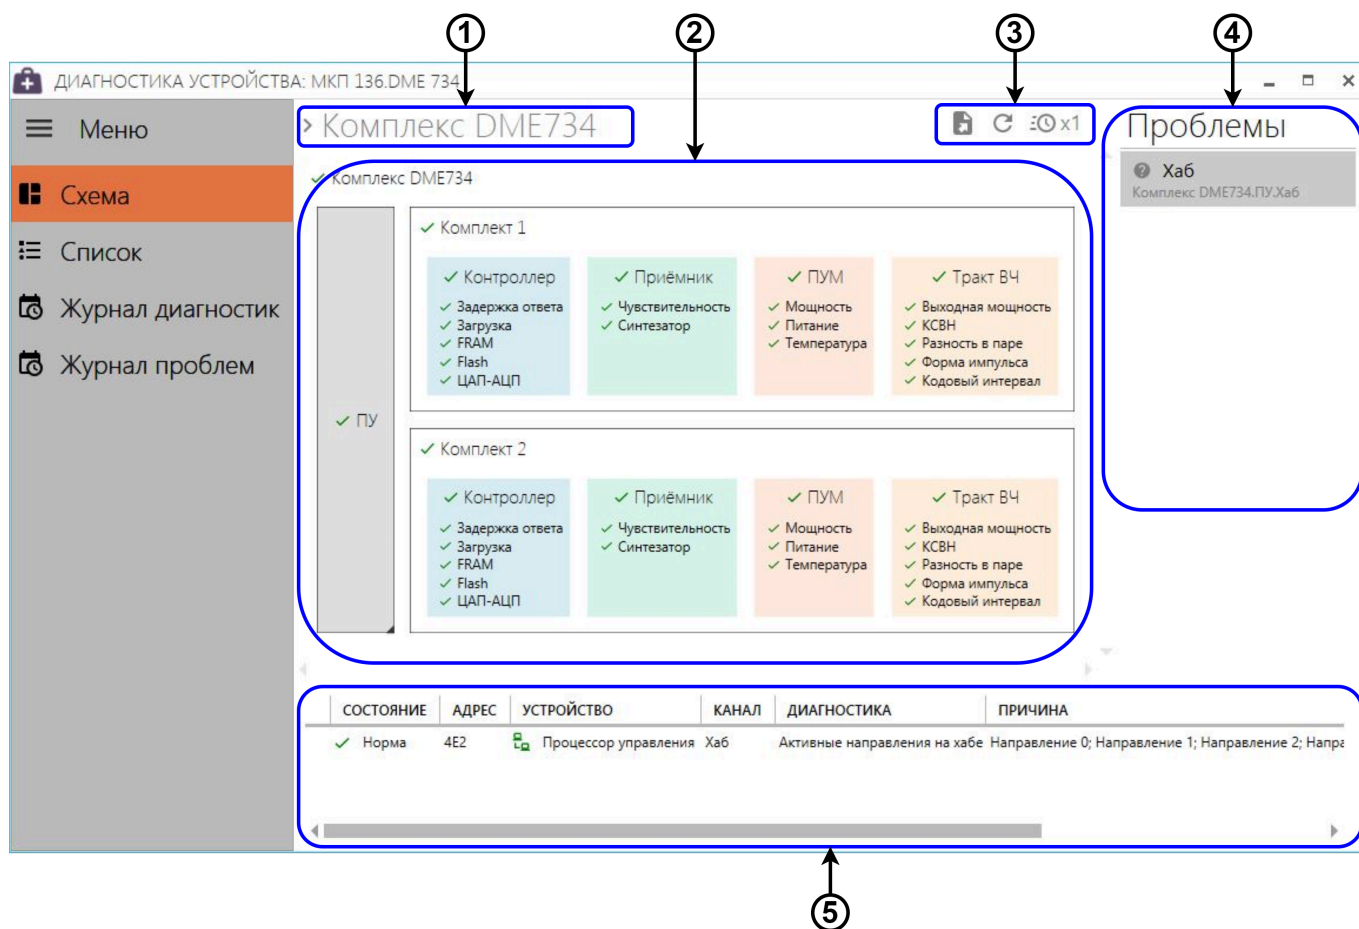 1
2
3
4
ДИАГНОСТИКА УСТРОЙСТВА: МКП 136.DME 734
Меню
Схема
Список
Журнал диагностик
Журнал проблем
> Комплекс DME734
x1
Проблемы
Хаб
Комплекс DME734.ПУ.Хаб
Комплекс DME734
ПУ
Комплект 1
Контроллер
Задержка ответа
Загрузка
FRAM
Flash
ЦАП-АЦП
Приёмник
Чувствительность
Синтезатор
ПУМ
Мощность
Питание
Температура
Тракт ВЧ
Выходная мощность
КСВН
Разность в паре
Форма импульса
Кодовый интервал
Комплект 2
Контроллер
Задержка ответа
Загрузка
FRAM
Flash
ЦАП-АЦП
Приёмник
Чувствительность
Синтезатор
ПУМ
Мощность
Питание
Температура
Тракт ВЧ
Выходная мощность
КСВН
Разность в паре
Форма импульса
Кодовый интервал
СОСТОЯНИЕ АДРЕС УСТРОЙСТВО КАНАЛ ДИАГНОСТИКА ПРИЧИНА
Норма 4E2 Процессор управления Хаб Активные направления на хабе Направление 0; Направление 1; Направление 2; Напра
5